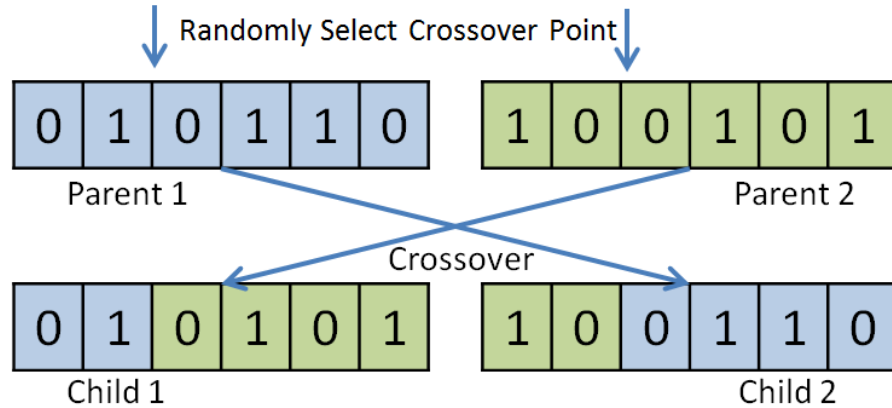 Randomly Select Crossover Point
0 1 0 1 1 0 1 0 0 1 0 1
Parent 1 Parent 2
Crossover
0 1 0 1 0 1 1 0 0 1 1 0
Child 1 Child 2